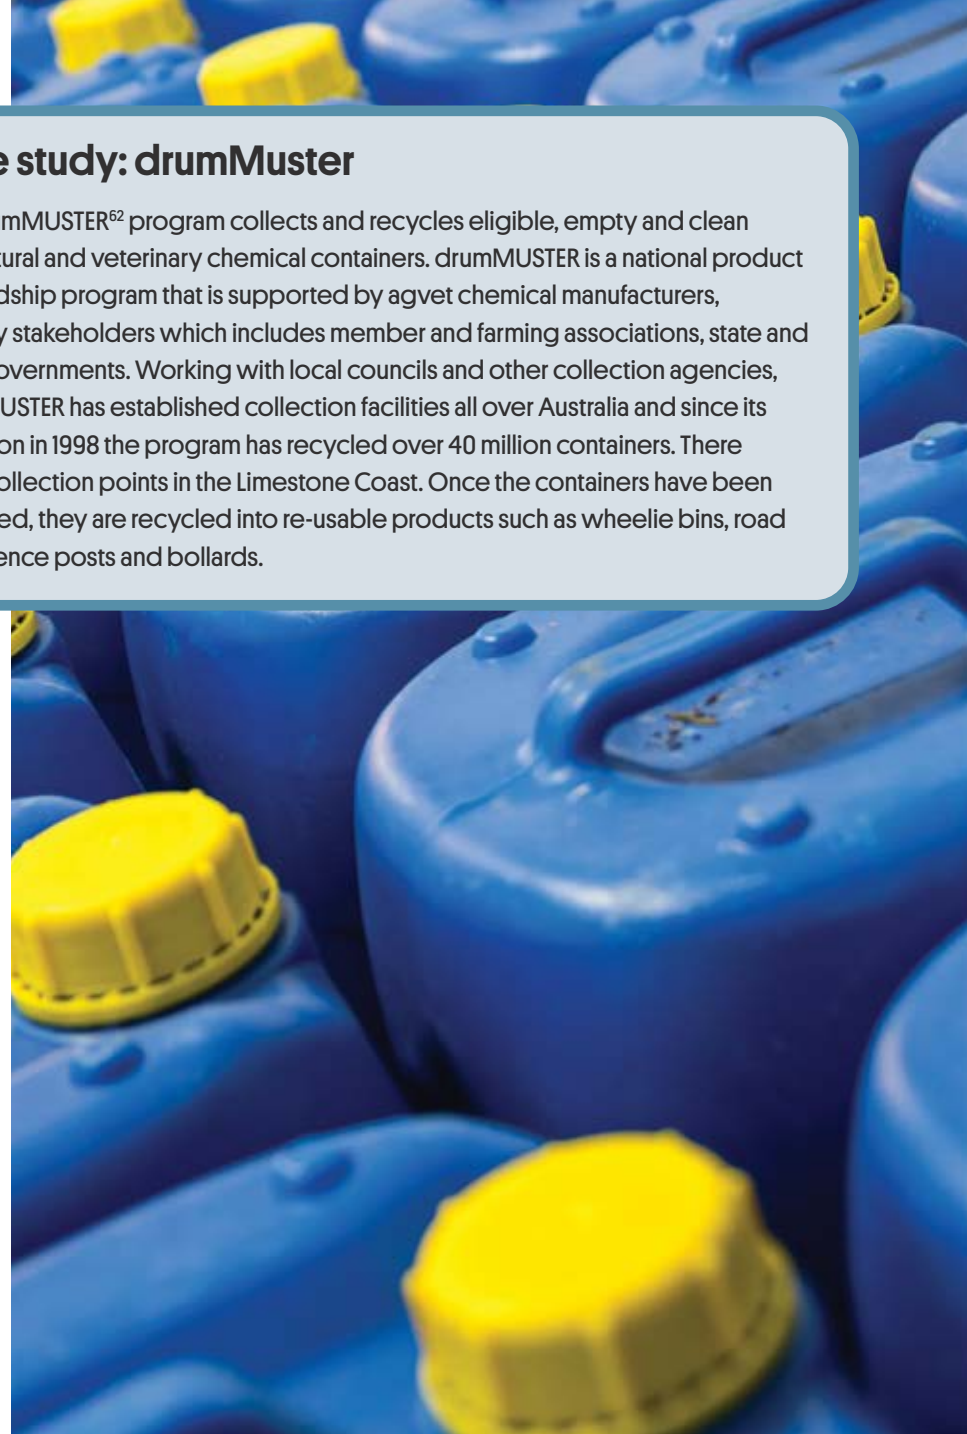 e study: drumMuster
mMUSTER62 program collects and recycles eligible, empty and clean
tural and veterinary chemical containers. drumMUSTER is a national product
dship program that is supported by agvet chemical manufacturers,
y stakeholders which includes member and farming associations, state and
overnments. Working with local councils and other collection agencies,
USTER has established collection facilities all over Australia and since its
on in 1998 the program has recycled over 40 million containers. There
ollection points in the Limestone Coast. Once the containers have been
ed, they are recycled into re-usable products such as wheelie bins, road
ence posts and bollards.